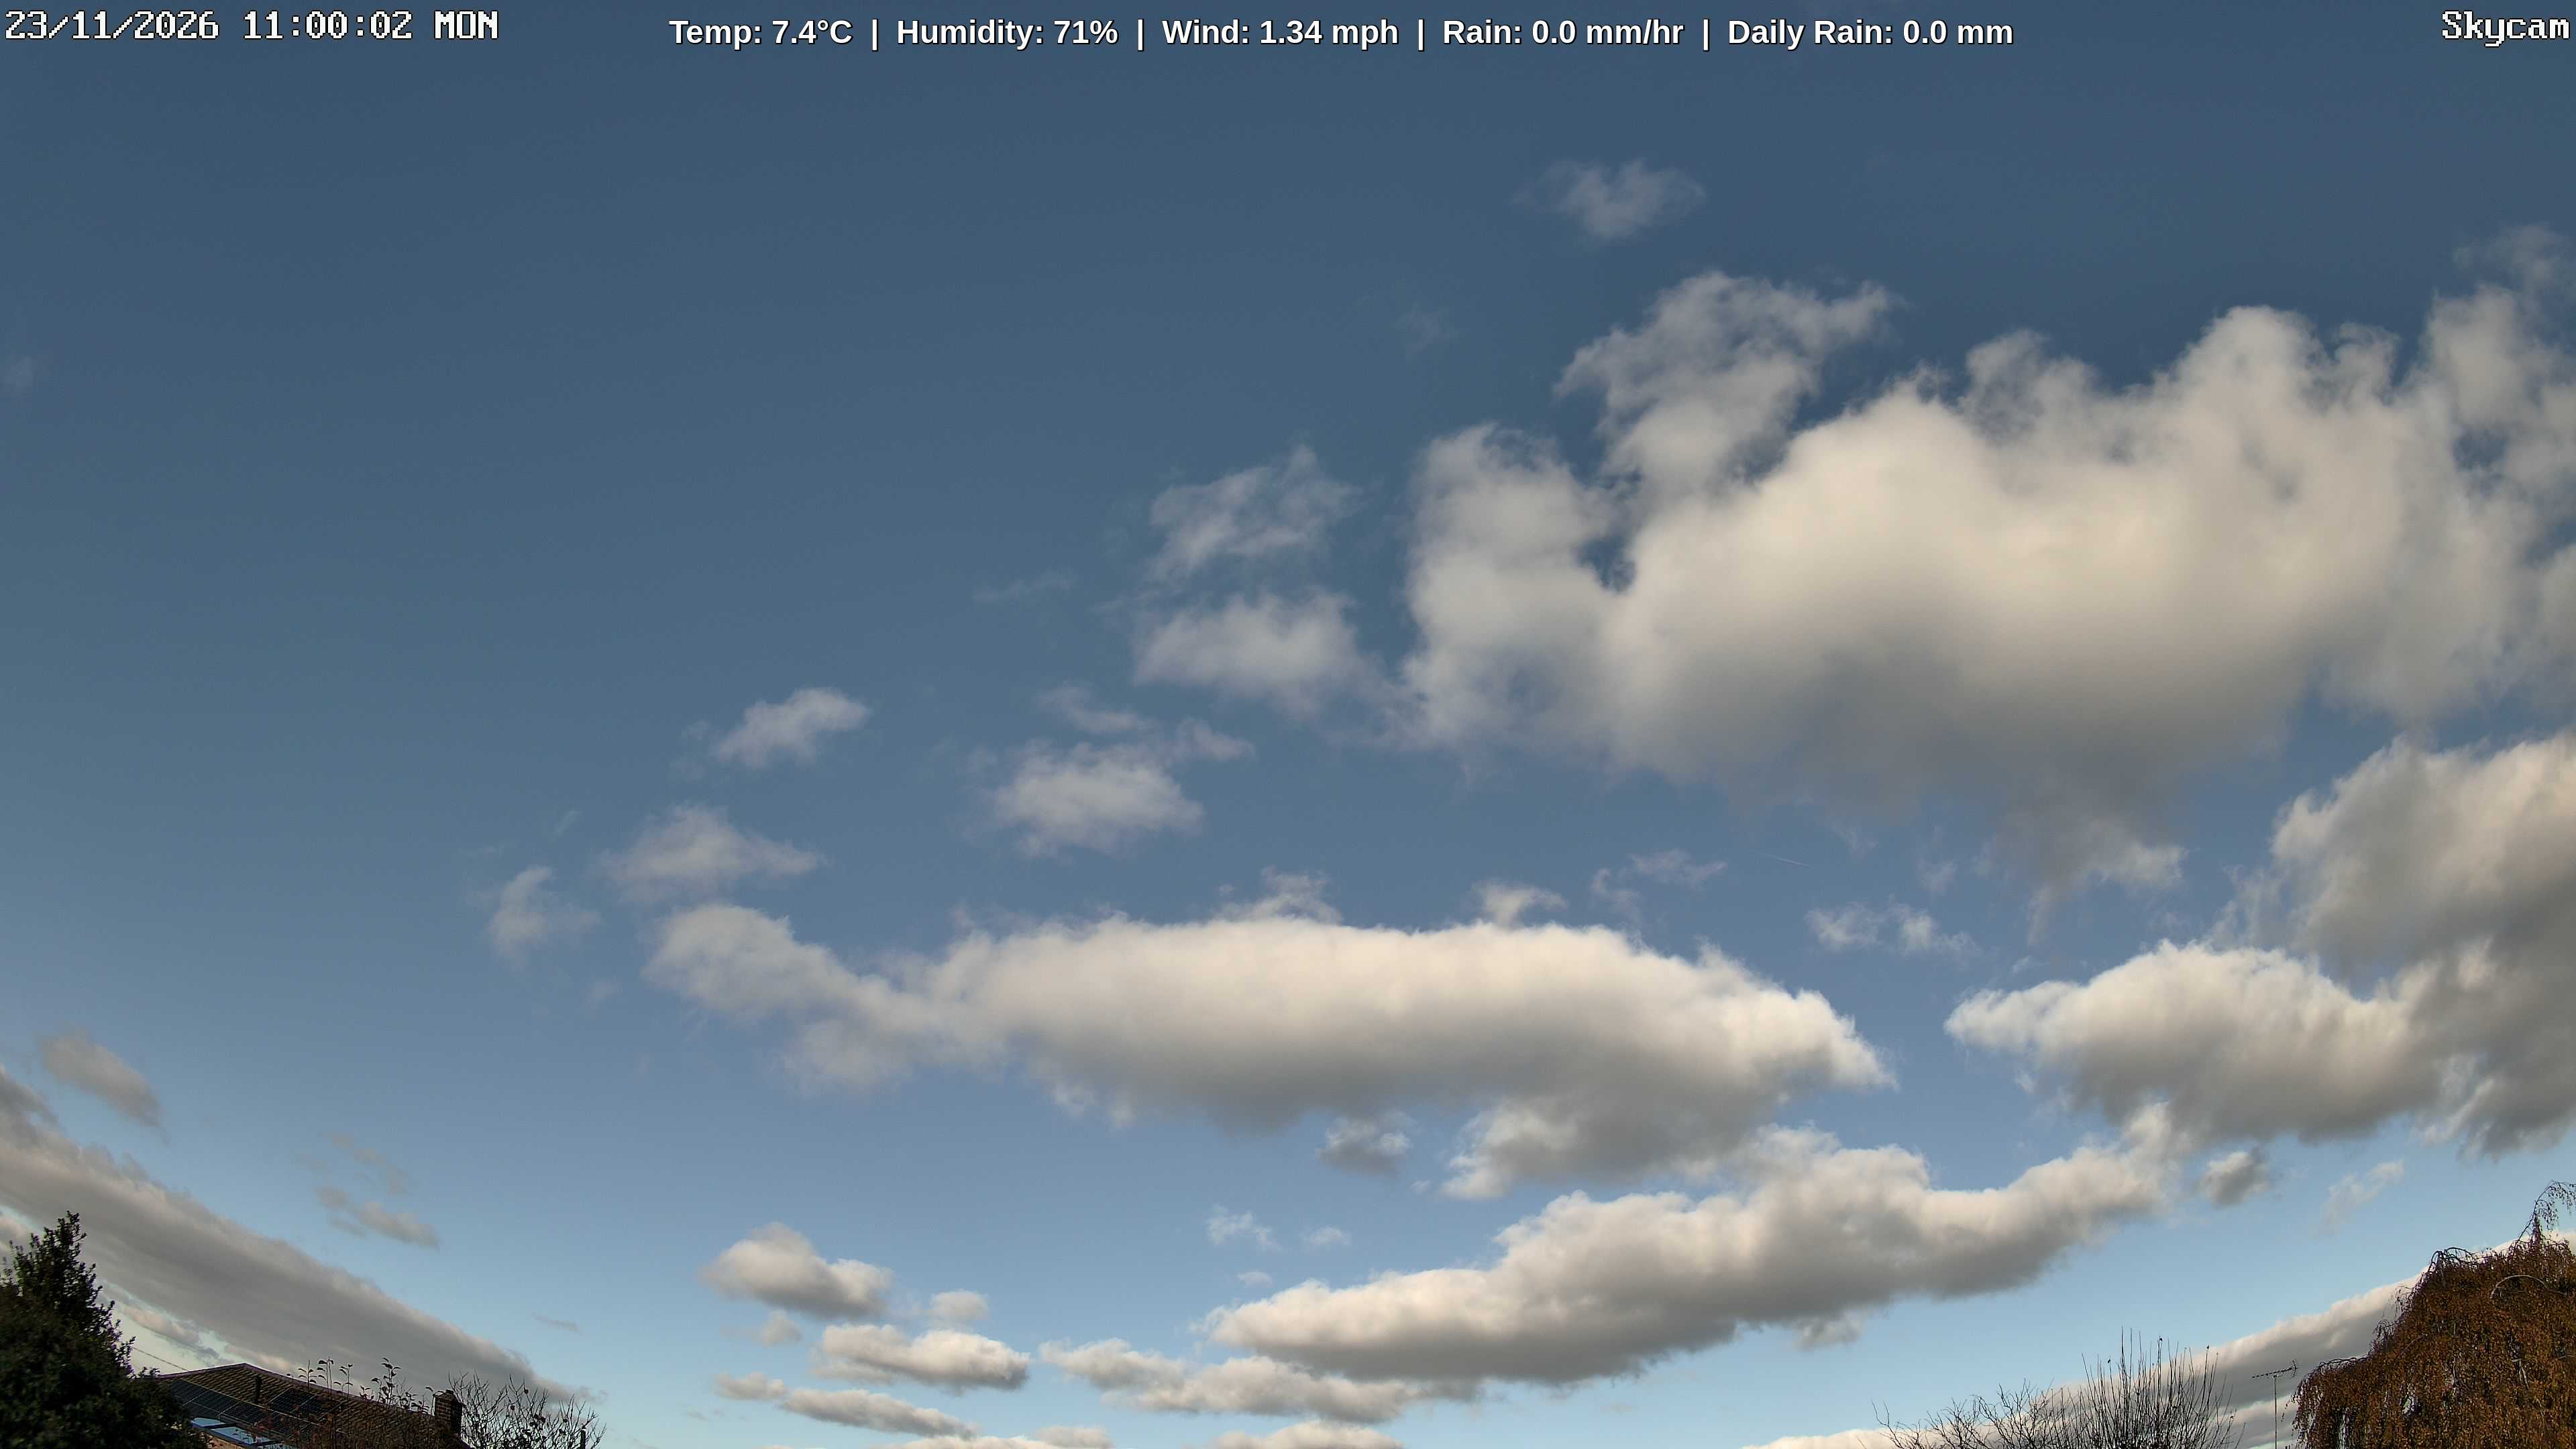 23/11/2026 11:00:02 MON
Temp: 7.4°C | Humidity: 71% | Wind: 1.34 mph | Rain: 0.0 mm/hr | Daily Rain: 0.0 mm
Skycam